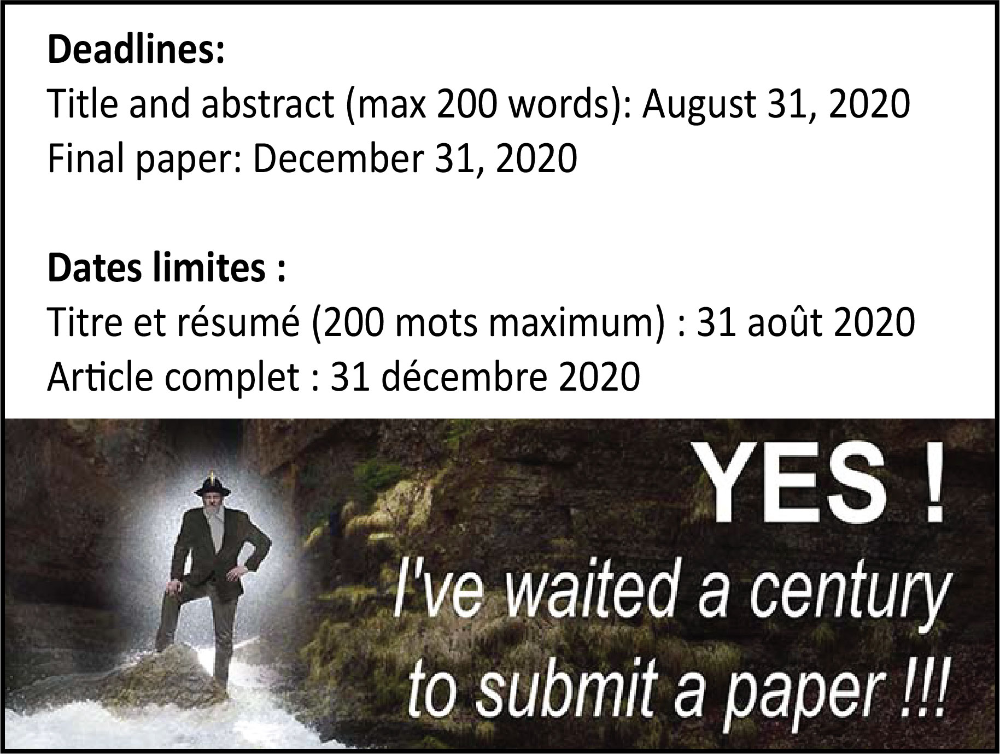 Deadlines:
Title and abstract (max 200 words): August 31, 2020
Final paper: December 31, 2020
Dates limites :
Titre et résumé (200 mots maximum) : 31 août 2020
Article complet : 31 décembre 2020
YES !
I've waited a century
to submit a paper !!!